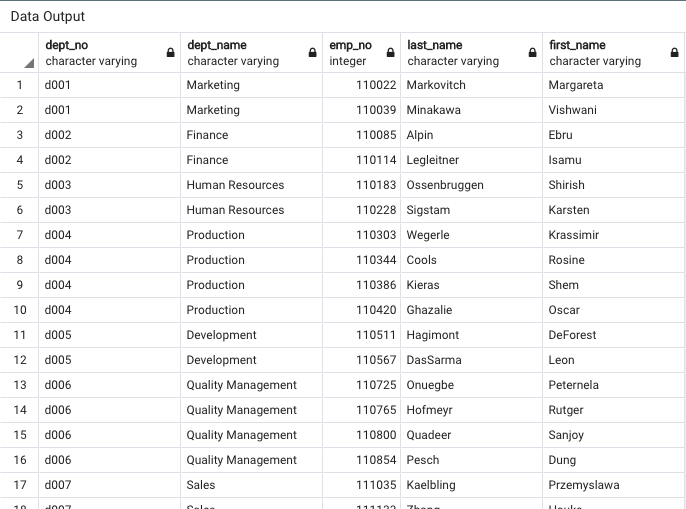 Data Output
dept_no dept_name emp_no last_name first_name
character varying character varying integer character varying character varying
1 d001 Marketing 110022 Markovitch Margareta
2 d001 Marketing 110039 Minakawa Vishwani
3 d002 Finance 110085 Alpin Ebru
4 d002 Finance 110114 Legleitner Isamu
5 d003 Human Resources 110183 Ossenbruggen Shirish
6 d003 Human Resources 110228 Sigstam Karsten
7 d004 Production 110303 Wegerle Krassimir
8 d004 Production 110344 Cools Rosine
9 d004 Production 110386 Kieras Shem
10 d004 Production 110420 Ghazalie Oscar
11 d005 Development 110511 Hagimont DeForest
12 d005 Development 110567 DasSarma Leon
13 d006 Quality Management 110725 Onuegbe Peternela
14 d006 Quality Management 110765 Hofmeyr Rutger
15 d006 Quality Management 110800 Quadeer Sanjoy
16 d006 Quality Management 110854 Pesch Dung
17 d007 Sales 111035 Kaelbling Przemyslawa
18 d007 Sales